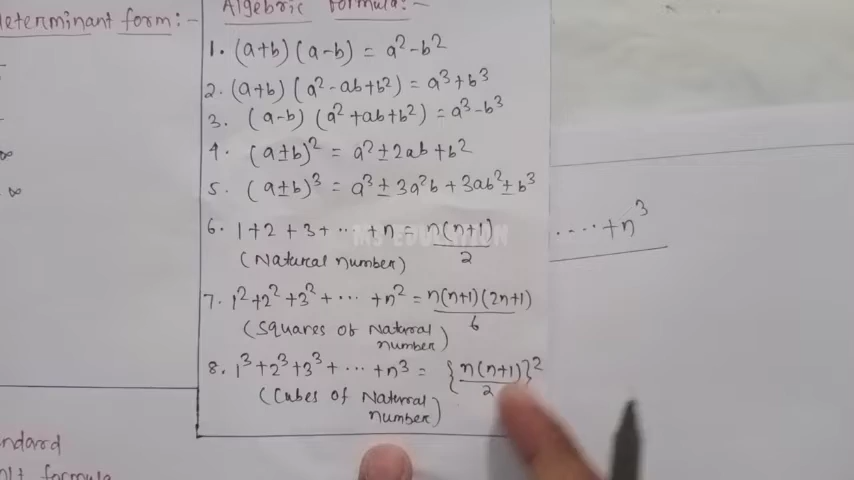 determinant form:-
Algebric formula:-
1. (a+b) (a-b) = a²-b²
2. (a+b) (a²-ab+b²) = a³+b³
3. (a-b) (a²+ab+b²) = a³-b³
4. (a±b)² = a²±2ab+b²
5. (a±b)³ = a³±3a²b+3ab²±b³
6. 1+2+3+...+n = n(n+1)/2
(Natural number)
....+n³
7. 1²+2²+3²+...+n² = n(n+1)(2n+1)/6
(Squares of Natural
number)
8. 1³+2³+3³+...+n³ = {n(n+1)/2}²
(Cubes of Natural
number)
∞
∞
ndard
formula
MJ EDUCATION